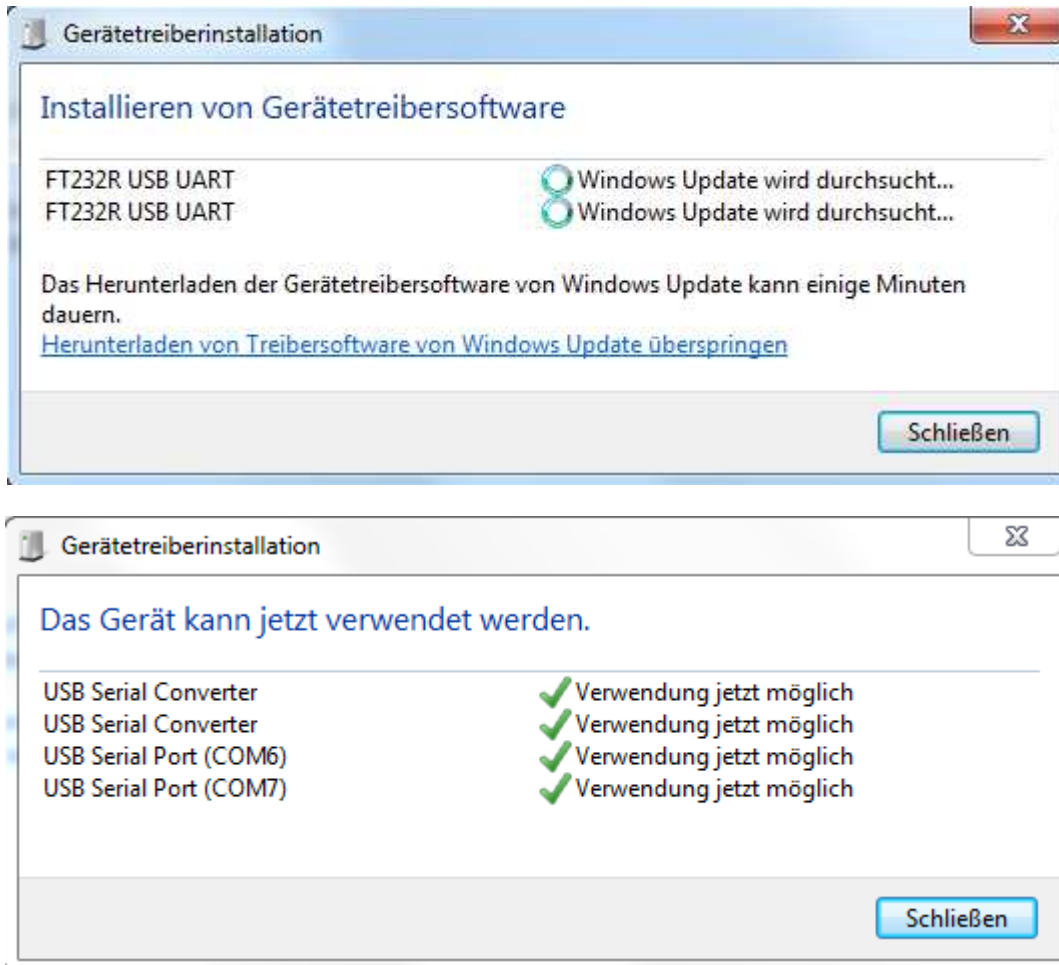 Gerätetreiberinstallation
Installieren von Gerätetreibersoftware
FT232R USB UART Windows Update wird durchsucht...
FT232R USB UART Windows Update wird durchsucht...
Das Herunterladen der Gerätetreibersoftware von Windows Update kann einige Minuten
dauern.
Herunterladen von Treibersoftware von Windows Update überspringen
Schließen
Gerätetreiberinstallation
Das Gerät kann jetzt verwendet werden.
USB Serial Converter Verwendung jetzt möglich
USB Serial Converter Verwendung jetzt möglich
USB Serial Port (COM6) Verwendung jetzt möglich
USB Serial Port (COM7) Verwendung jetzt möglich
Schließen